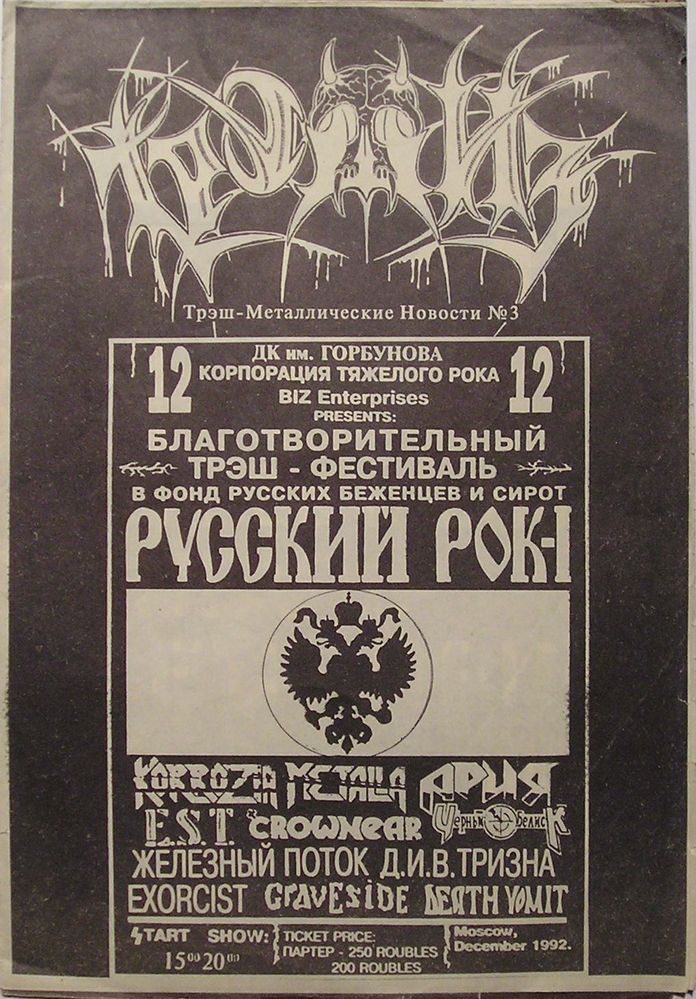 Трэш-Металлические Новости №3
12 ДК им. ГОРБУНОВА 12
КОРПОРАЦИЯ ТЯЖЕЛОГО РОКА
BIZ Enterprises
PRESENTS:
БЛАГОТВОРИТЕЛЬНЫЙ
ТРЭШ - ФЕСТИВАЛЬ
В ФОНД РУССКИХ БЕЖЕНЦЕВ И СИРОТ
РУССКИЙ РОК-I
KORROZIA METALLA АРИЯ
E.S.T. CROWNEAR Черный Обелиск
ЖЕЛЕЗНЫЙ ПОТОК Д.И.В. ТРИЗНА
EXORCIST GRAVESIDE DEATH VOMIT
START SHOW:
15⁰⁰ 20⁰⁰
TICKET PRICE:
ПАРТЕР - 250 ROUBLES
200 ROUBLES
Moscow,
December 1992.